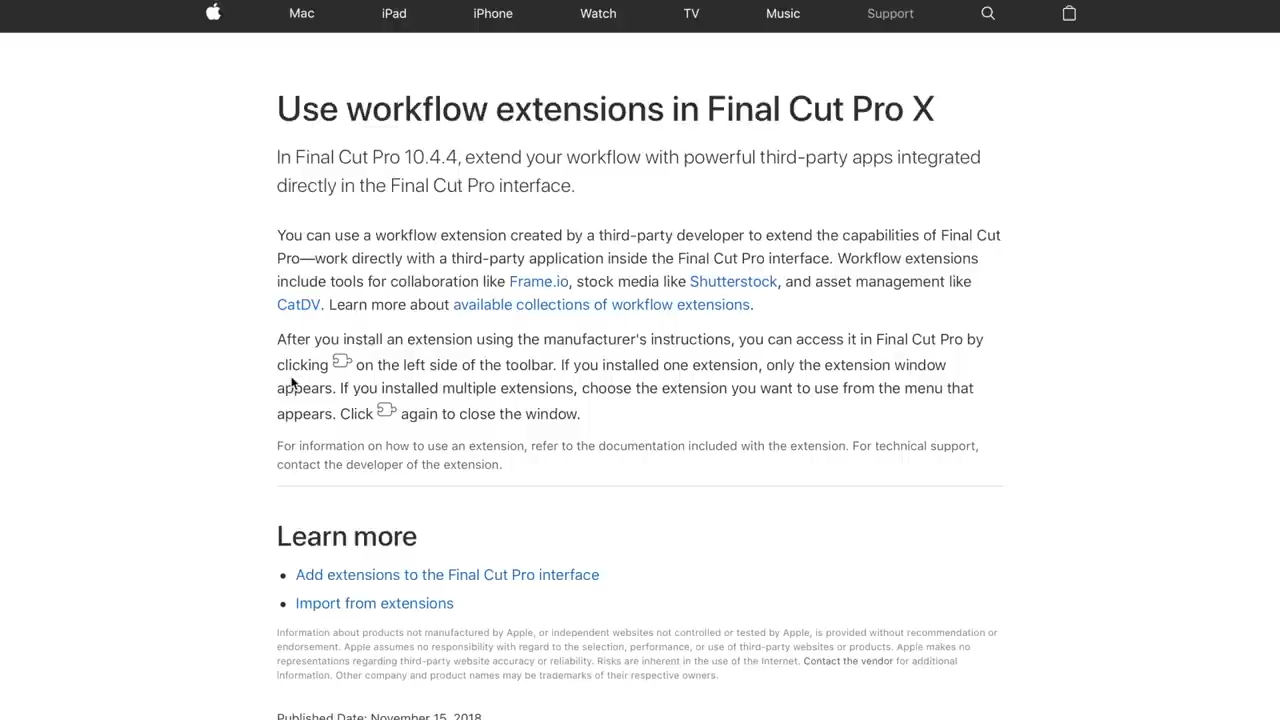 Mac iPad iPhone Watch TV Music Support
Use workflow extensions in Final Cut Pro X
In Final Cut Pro 10.4.4, extend your workflow with powerful third-party apps integrated
directly in the Final Cut Pro interface.
You can use a workflow extension created by a third-party developer to extend the capabilities of Final Cut
Pro—work directly with a third-party application inside the Final Cut Pro interface. Workflow extensions
include tools for collaboration like Frame.io, stock media like Shutterstock, and asset management like
CatDV. Learn more about available collections of workflow extensions.
After you install an extension using the manufacturer's instructions, you can access it in Final Cut Pro by
clicking on the left side of the toolbar. If you installed one extension, only the extension window
appears. If you installed multiple extensions, choose the extension you want to use from the menu that
appears. Click again to close the window.
For information on how to use an extension, refer to the documentation included with the extension. For technical support,
contact the developer of the extension.
Learn more
• Add extensions to the Final Cut Pro interface
• Import from extensions
Information about products not manufactured by Apple, or independent websites not controlled or tested by Apple, is provided without recommendation or
endorsement. Apple assumes no responsibility with regard to the selection, performance, or use of third-party websites or products. Apple makes no
representations regarding third-party website accuracy or reliability. Risks are inherent in the use of the Internet. Contact the vendor for additional
information. Other company and product names may be trademarks of their respective owners.
Published Date: November 15, 2018